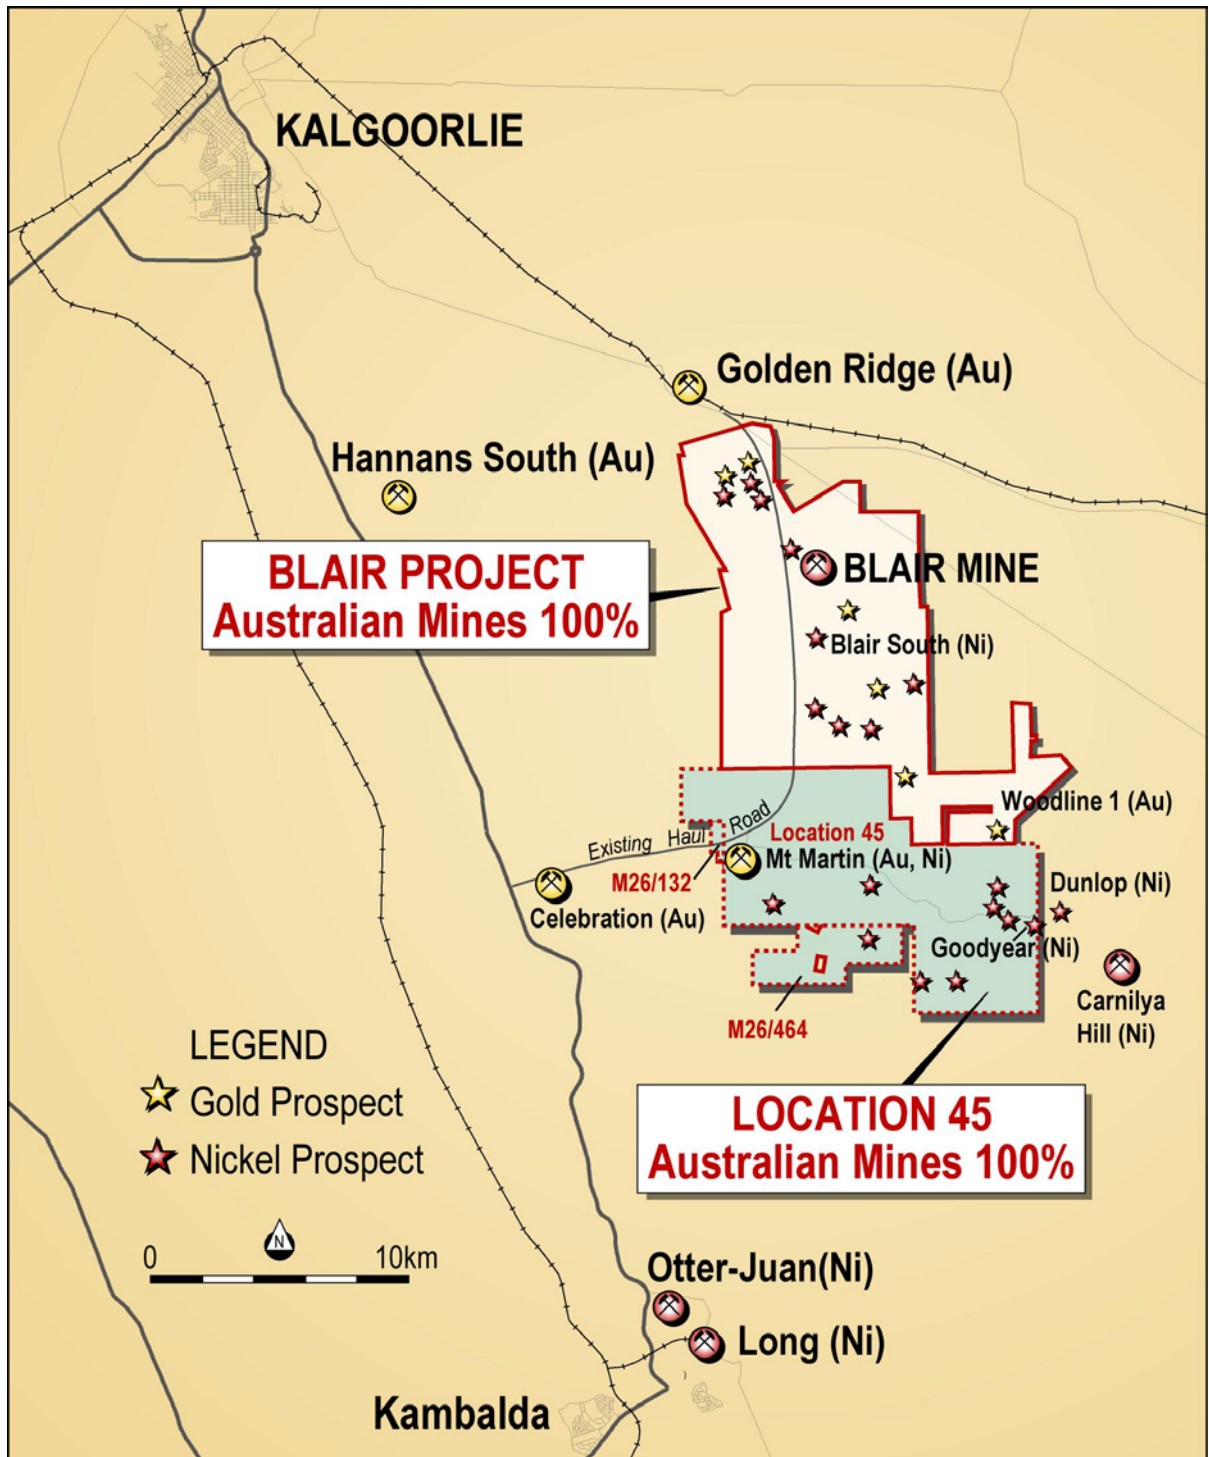 KALGOORLIE
Golden Ridge (Au)
Hannans South (Au)
BLAIR PROJECT
Australian Mines 100%
BLAIR MINE
Blair South (Ni)
Woodline 1 (Au)
Existing Haul Road
Location 45
Mt Martin (Au, Ni)
M26/132
Dunlop (Ni)
Celebration (Au)
Goodyear (Ni)
Carnilya
Hill (Ni)
M26/464
LEGEND
Gold Prospect
Nickel Prospect
LOCATION 45
Australian Mines 100%
N
0 10km
Otter-Juan(Ni)
Long (Ni)
Kambalda